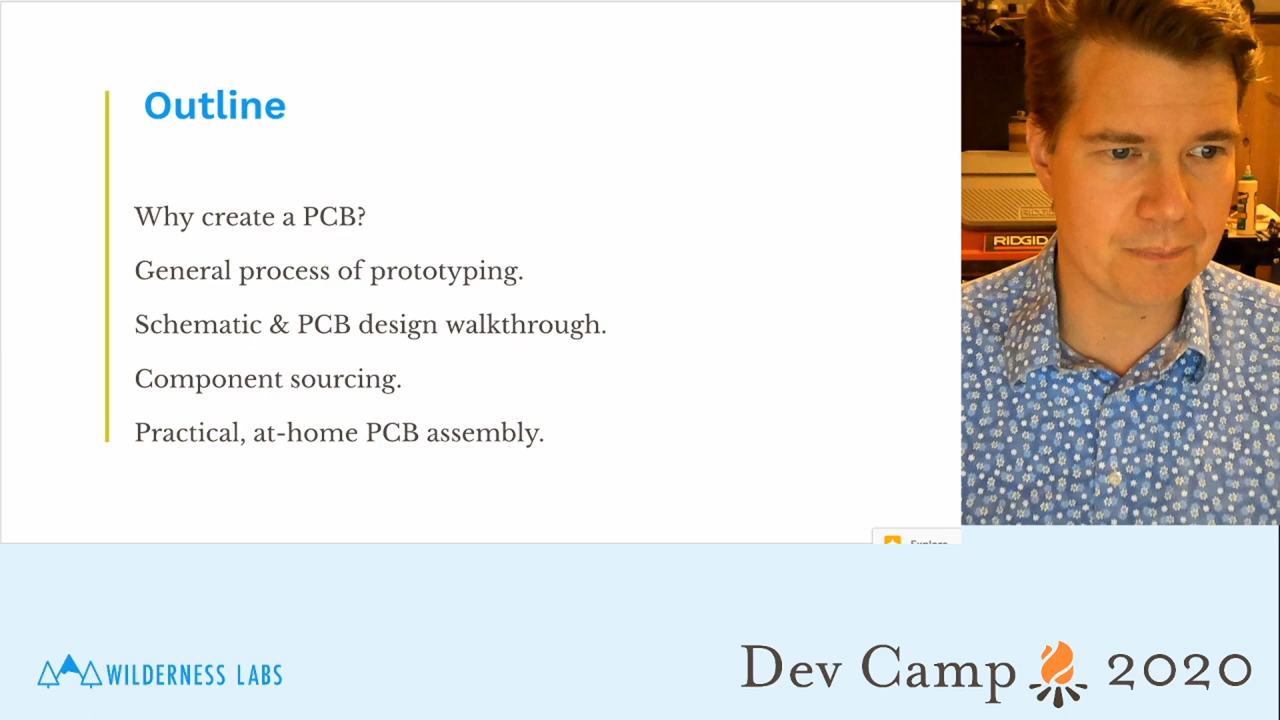 Outline
Why create a PCB?
General process of prototyping.
Schematic & PCB design walkthrough.
Component sourcing.
Practical, at-home PCB assembly.
Explore
RIDGID
WILDERNESS LABS
Dev Camp 2020